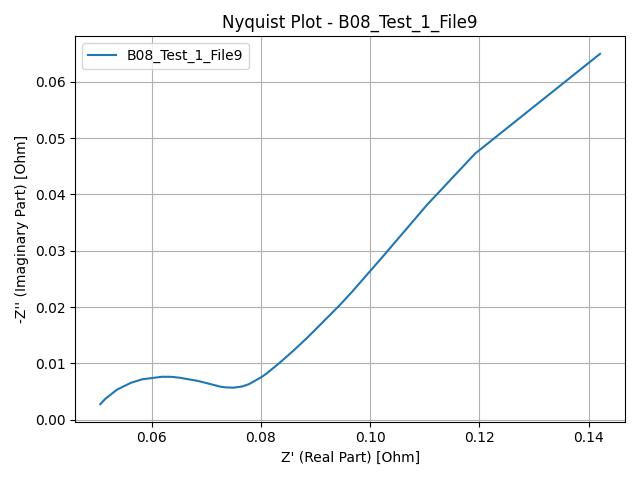 Nyquist Plot - B08_Test_1_File9
B08_Test_1_File9
-Z'' (Imaginary Part) [Ohm]
0.06
0.05
0.04
0.03
0.02
0.01
0.00
0.06 0.08 0.10 0.12 0.14
Z' (Real Part) [Ohm]